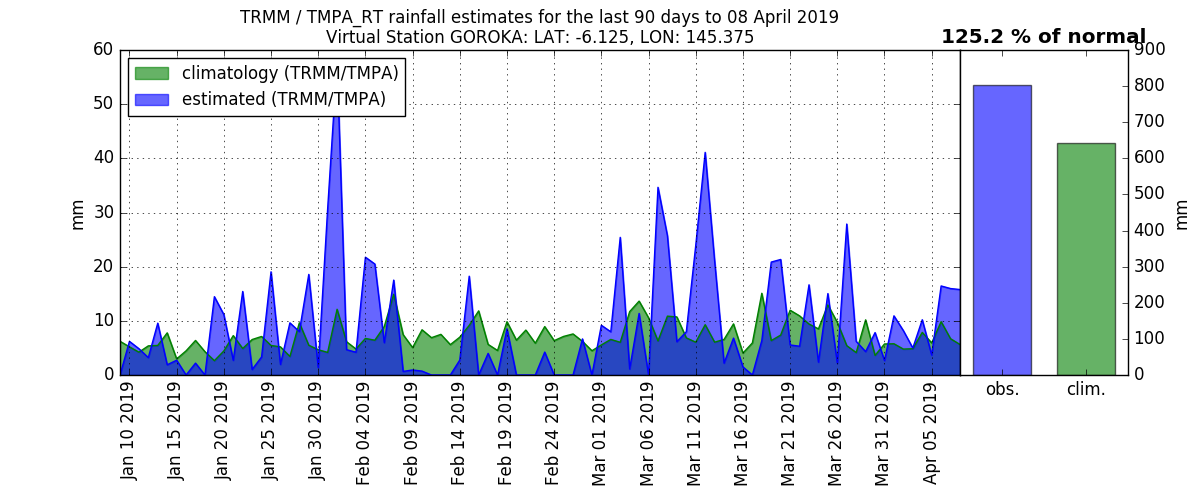 TRMM / TMPA_RT rainfall estimates for the last 90 days to 08 April 2019
Virtual Station GOROKA: LAT: -6.125, LON: 145.375
125.2 % of normal
climatology (TRMM/TMPA)
estimated (TRMM/TMPA)
60
50
40
30
20
10
0
mm
Jan 10 2019
Jan 15 2019
Jan 20 2019
Jan 25 2019
Jan 30 2019
Feb 04 2019
Feb 09 2019
Feb 14 2019
Feb 19 2019
Feb 24 2019
Mar 01 2019
Mar 06 2019
Mar 11 2019
Mar 16 2019
Mar 21 2019
Mar 26 2019
Mar 31 2019
Apr 05 2019
900
800
700
600
500
400
300
200
100
0
mm
obs.
clim.